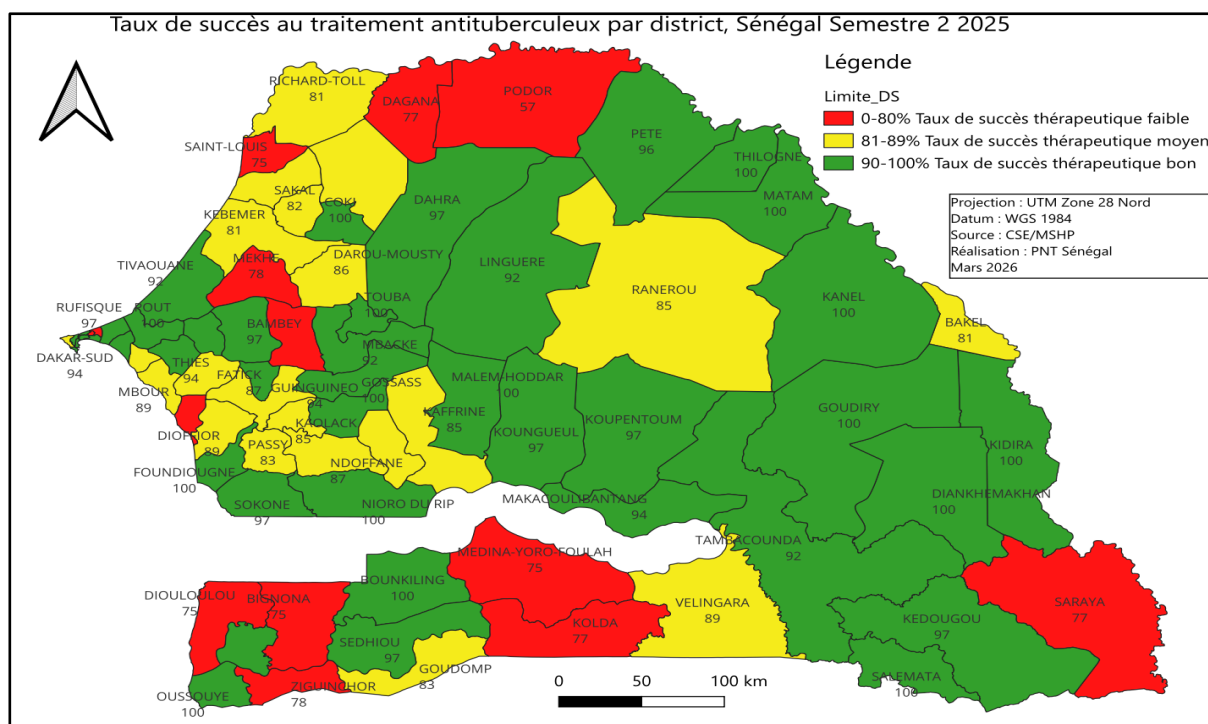 Taux de succès au traitement antituberculeux par district, Sénégal Semestre 2 2025
Légende
Limite_DS
0-80% Taux de succès thérapeutique faible
81-89% Taux de succès thérapeutique moyen
90-100% Taux de succès thérapeutique bon
Projection : UTM Zone 28 Nord
Datum : WGS 1984
Source : CSE/MSHP
Réalisation : PNT Sénégal
Mars 2026
RICHARD-TOLL
81
DAGANA
77
PODOR
57
SAINT-LOUIS
75
PETE
96
THILOGNE
100
MATAM
100
SAKAL
82
COKI
100
DAHRA
97
KEBEMER
81
MEKHE
78
DAROU-MOUSTY
86
LINGUERE
92
RANEROU
85
KANEL
100
BAKEL
81
TIVAOUANE
92
TOUBA
100
RUFISQUE
97
POUT
100
BAMBEY
97
MBACKE
92
DAKAR-SUD
94
THIES
94
FATICK
87
GUINGUINEO
94
GOSSASS
100
MALEM-HODDAR
100
MBOUR
89
KAOLACK
85
KAFFRINE
85
KOUNGUEUL
97
KOUPENTOUM
97
GOUDIRY
100
KIDIRA
100
DIOFFIOR
89
PASSY
83
NDOFFANE
87
FOUNDIOUGNE
100
SOKONE
97
NIORO DU RIP
100
MAKACOULIBANTANG
94
DIANKHEMAKHAN
100
TAMBACOUNDA
92
MEDINA-YORO-FOULAH
75
BOUNKILING
100
DIOULOULOU
75
BIGNONA
75
VELINGARA
89
SARAYA
77
KOLDA
77
KEDOUGOU
97
SEDHIOU
97
GOUDOMP
83
SALEMATA
100
OUSSOUYE
100
ZIGUINCHOR
78
0 50 100 km